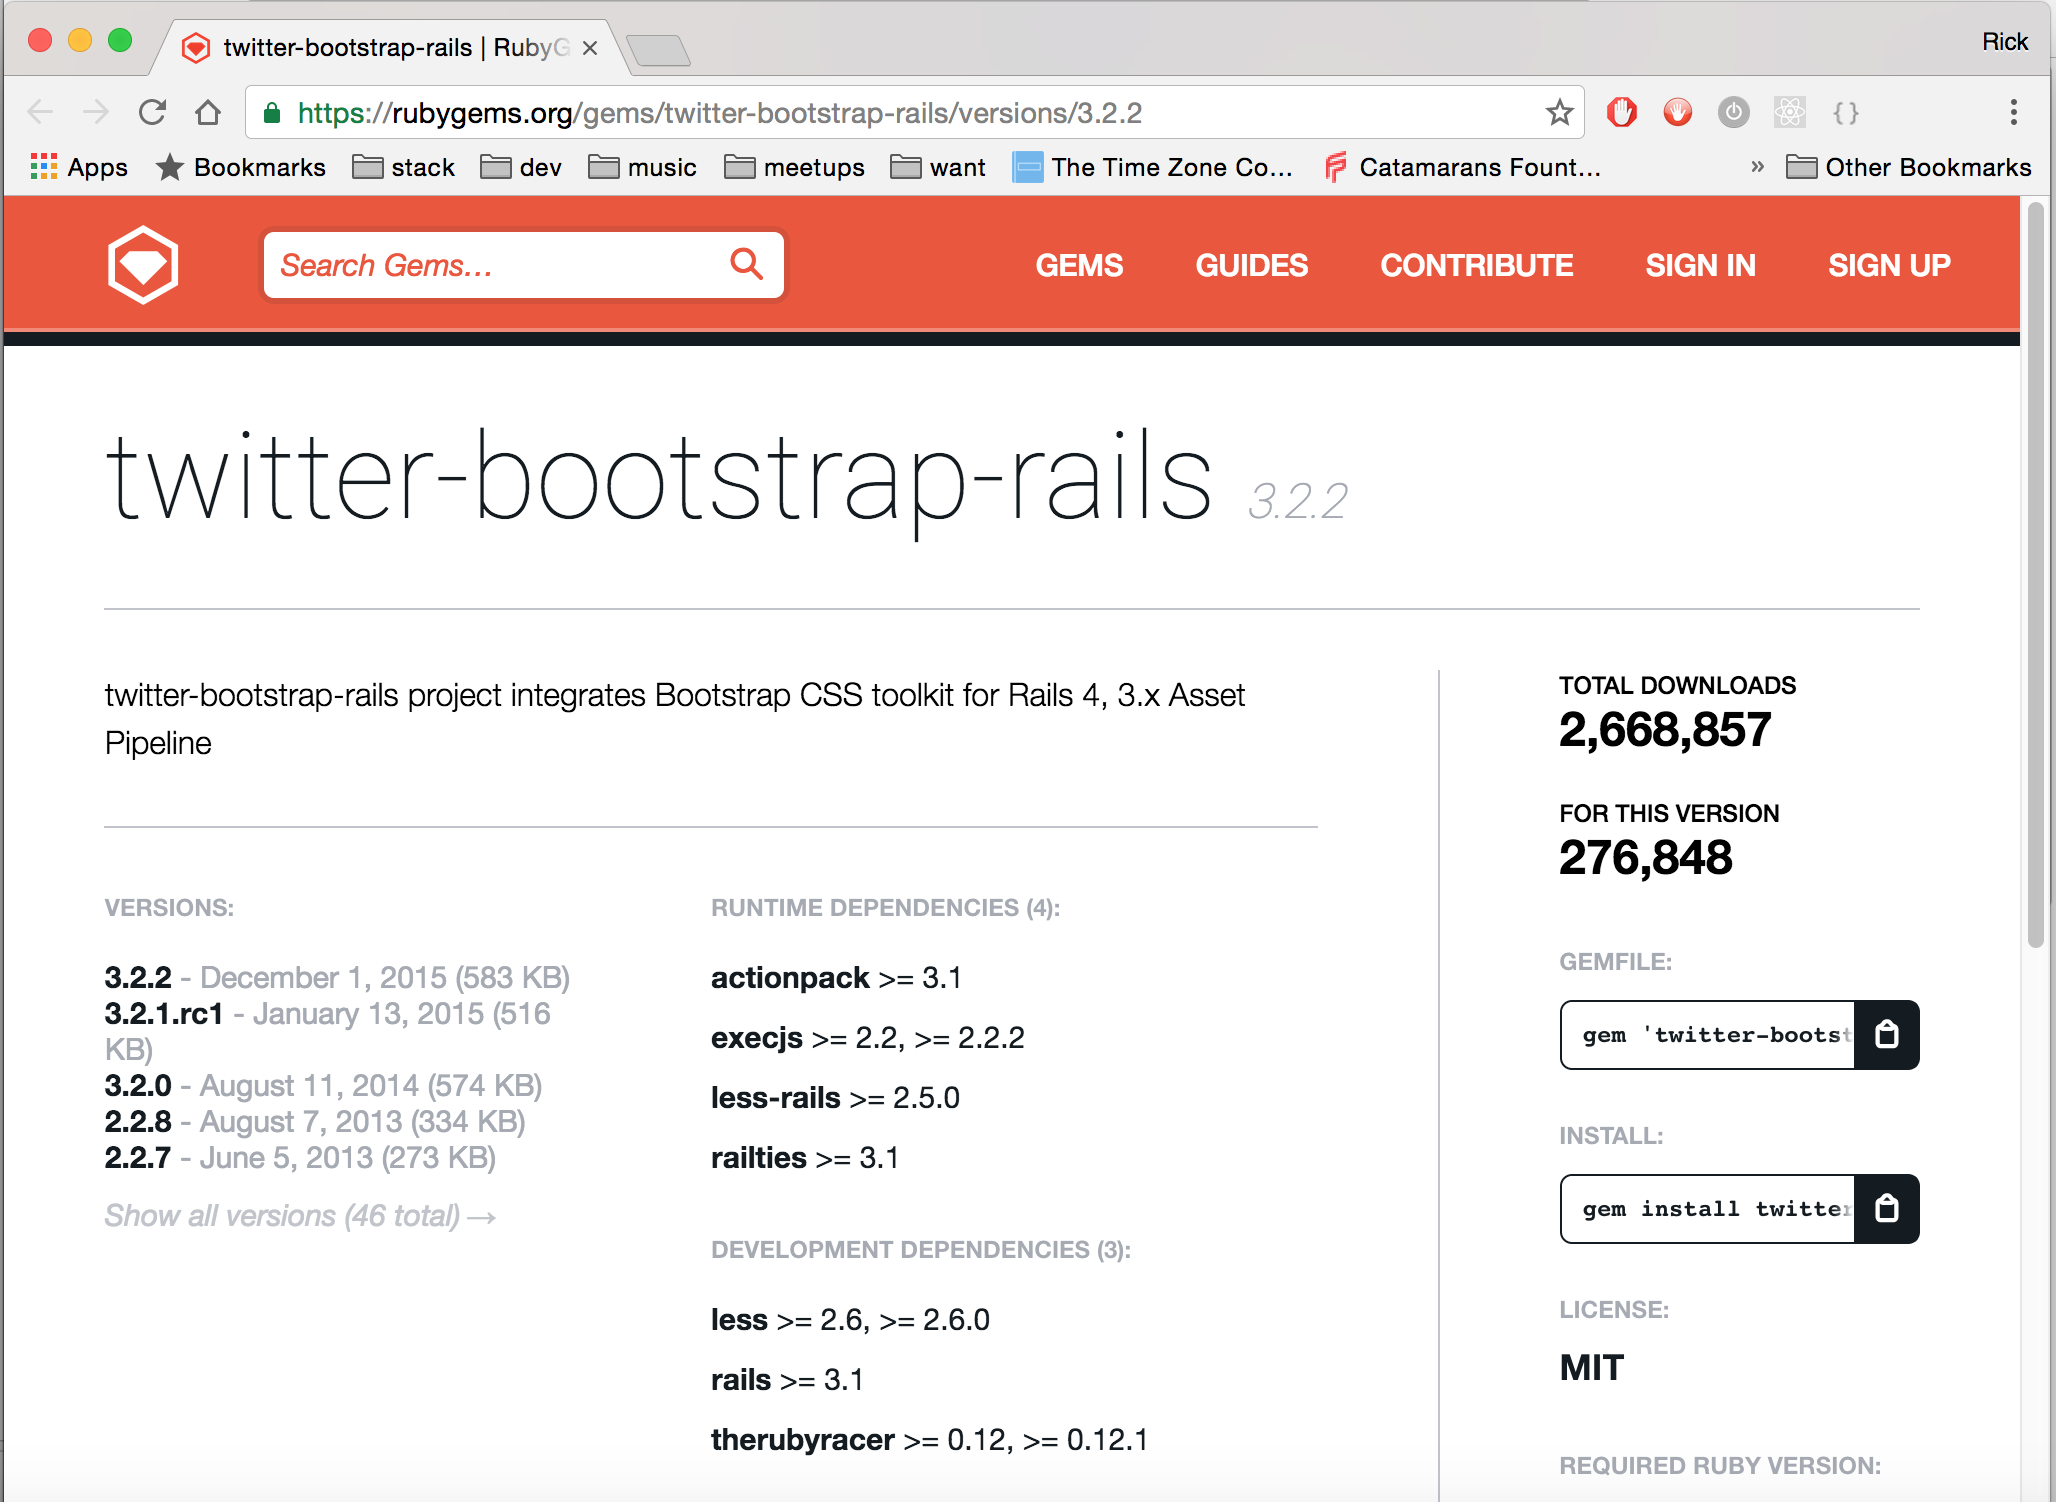 twitter-bootstrap-rails | RubyG
Rick
https://rubygems.org/gems/twitter-bootstrap-rails/versions/3.2.2
Apps Bookmarks stack dev music meetups want The Time Zone Co... Catamarans Fount... » Other Bookmarks
Search Gems...
GEMS GUIDES CONTRIBUTE SIGN IN SIGN UP
twitter-bootstrap-rails 3.2.2
twitter-bootstrap-rails project integrates Bootstrap CSS toolkit for Rails 4, 3.x Asset
Pipeline
VERSIONS:
3.2.2 - December 1, 2015 (583 KB)
3.2.1.rc1 - January 13, 2015 (516
KB)
3.2.0 - August 11, 2014 (574 KB)
2.2.8 - August 7, 2013 (334 KB)
2.2.7 - June 5, 2013 (273 KB)
Show all versions (46 total) →
RUNTIME DEPENDENCIES (4):
actionpack >= 3.1
execjs >= 2.2, >= 2.2.2
less-rails >= 2.5.0
railties >= 3.1
DEVELOPMENT DEPENDENCIES (3):
less >= 2.6, >= 2.6.0
rails >= 3.1
therubyracer >= 0.12, >= 0.12.1
TOTAL DOWNLOADS
2,668,857
FOR THIS VERSION
276,848
GEMFILE:
gem 'twitter-bootst
INSTALL:
gem install twitter
LICENSE:
MIT
REQUIRED RUBY VERSION: